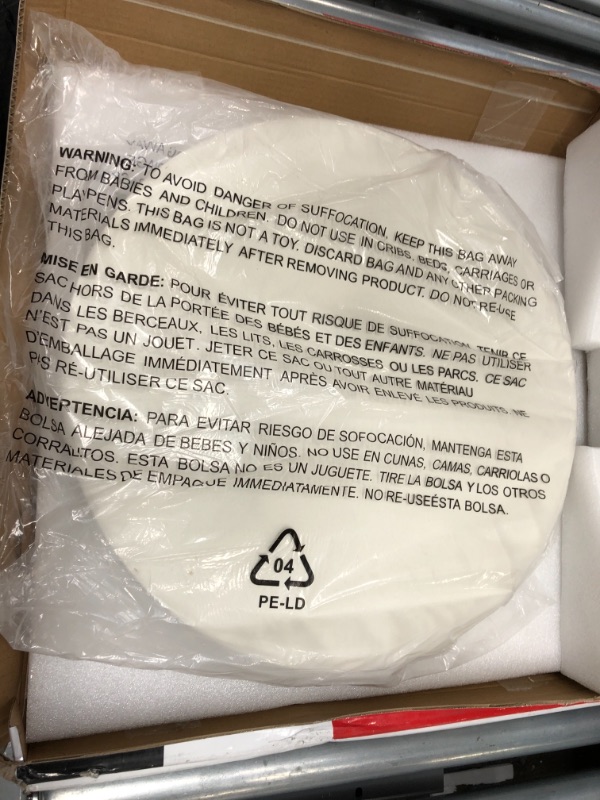 WARNING: TO AVOID DANGER OF SUFFOCATION, KEEP THIS BAG AWAY
FROM BABIES AND CHILDREN. DO NOT USE IN CRIBS, BEDS, CARRIAGES OR
PLAYPENS. THIS BAG IS NOT A TOY. DISCARD BAG AND ANY OTHER PACKING
MATERIALS IMMEDIATELY AFTER REMOVING PRODUCT. DO NOT RE-USE
THIS BAG.
MISE EN GARDE: POUR ÉVITER TOUT RISQUE DE SUFFOCATION TENIR CE
SAC HORS DE LA PORTÉE DES BÉBÉS ET DES ENFANTS. NE PAS UTILISER
DANS LES BERCEAUX, LES LITS, LES CARROSSES OU LES PARCS. CE SAC
N'EST PAS UN JOUET. JETER CE SAC OU TOUT AUTRE MATÉRIAU
D'EMBALLAGE IMMÉDIATEMENT APRÉS AVOIR ENLEVÉ LES PRODUITS. NE
PAS RÉ-UTILISER CE SAC.
ADVERTENCIA: PARA EVITAR RIESGO DE SOFOCACIÓN, MANTENGA ESTA
BOLSA ALEJADA DE BEBES Y NIÑOS. NO USE EN CUNAS, CAMAS, CARRIOLAS O
CORRALITOS. ESTA BOLSA NO ES UN JUGUETE. TIRE LA BOLSA Y LOS OTROS
MATERIALES DE EMPAQUE IMMEDIATAMENTE. NO RE-USEÉSTA BOLSA.
04
PE-LD